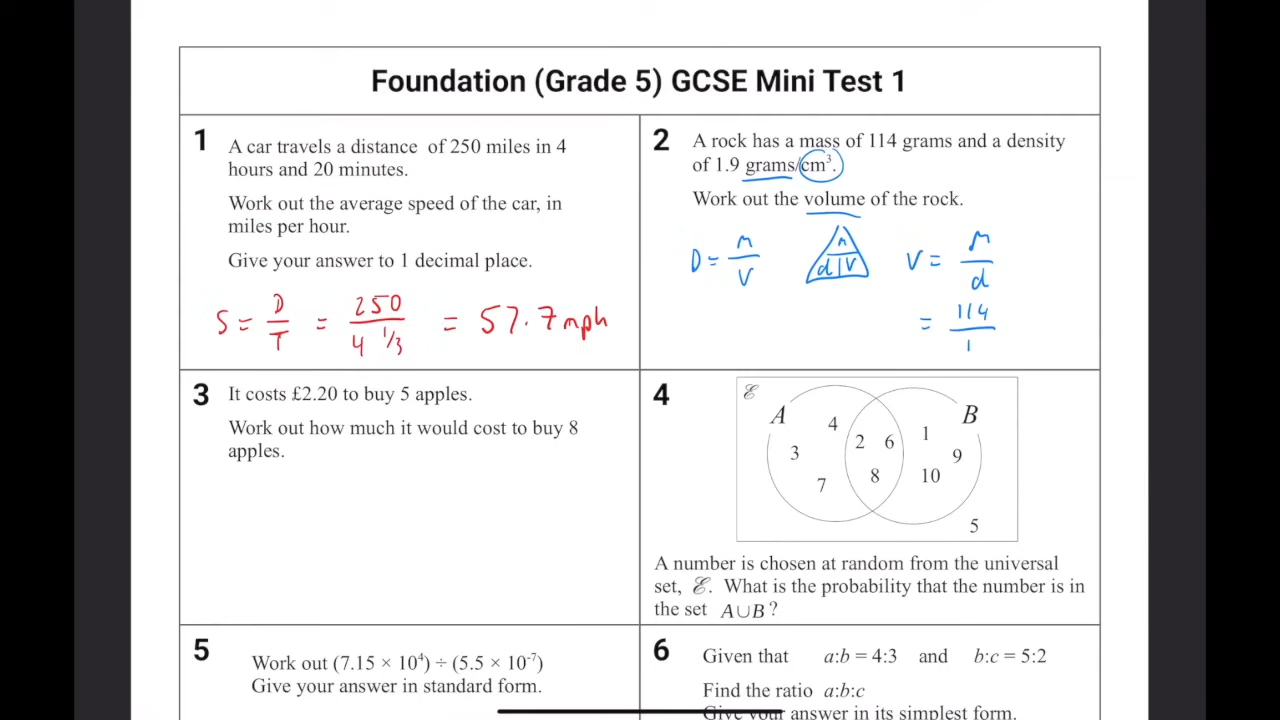 Foundation (Grade 5) GCSE Mini Test 1
1
A car travels a distance of 250 miles in 4
hours and 20 minutes.
Work out the average speed of the car, in
miles per hour.
Give your answer to 1 decimal place.
S = D/T = 250/4 1/3 = 57.7 mph
2
A rock has a mass of 114 grams and a density
of 1.9 grams/cm³.
Work out the volume of the rock.
D = m/V
m
d | V
V = m/d
= 114/1
3
It costs £2.20 to buy 5 apples.
Work out how much it would cost to buy 8
apples.
4
ℰ
A
B
4
2 6
1
3
9
7
8
10
5
A number is chosen at random from the universal
set, ℰ. What is the probability that the number is in
the set A∪B?
5
Work out (7.15 × 10⁴) ÷ (5.5 × 10⁻⁷)
Give your answer in standard form.
6
Given that a:b = 4:3 and b:c = 5:2
Find the ratio a:b:c
Give your answer in its simplest form.